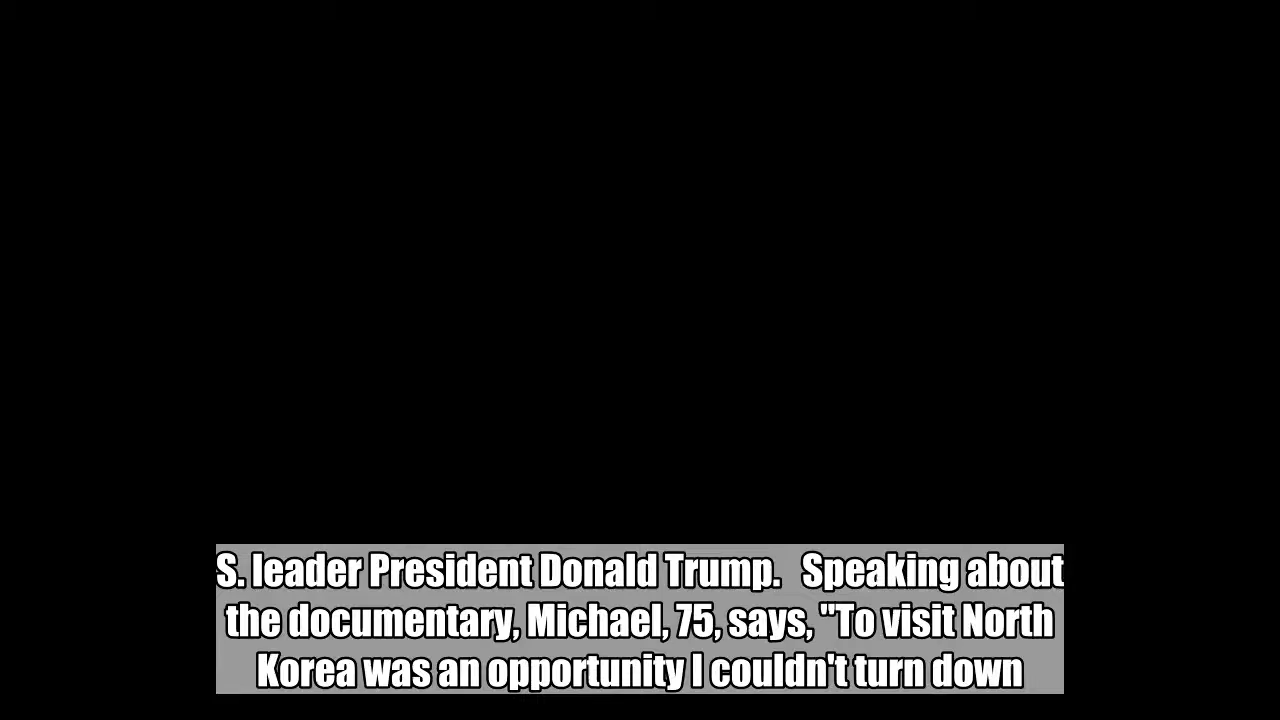 S. leader President Donald Trump.   Speaking about
the documentary, Michael, 75, says, "To visit North
Korea was an opportunity I couldn't turn down